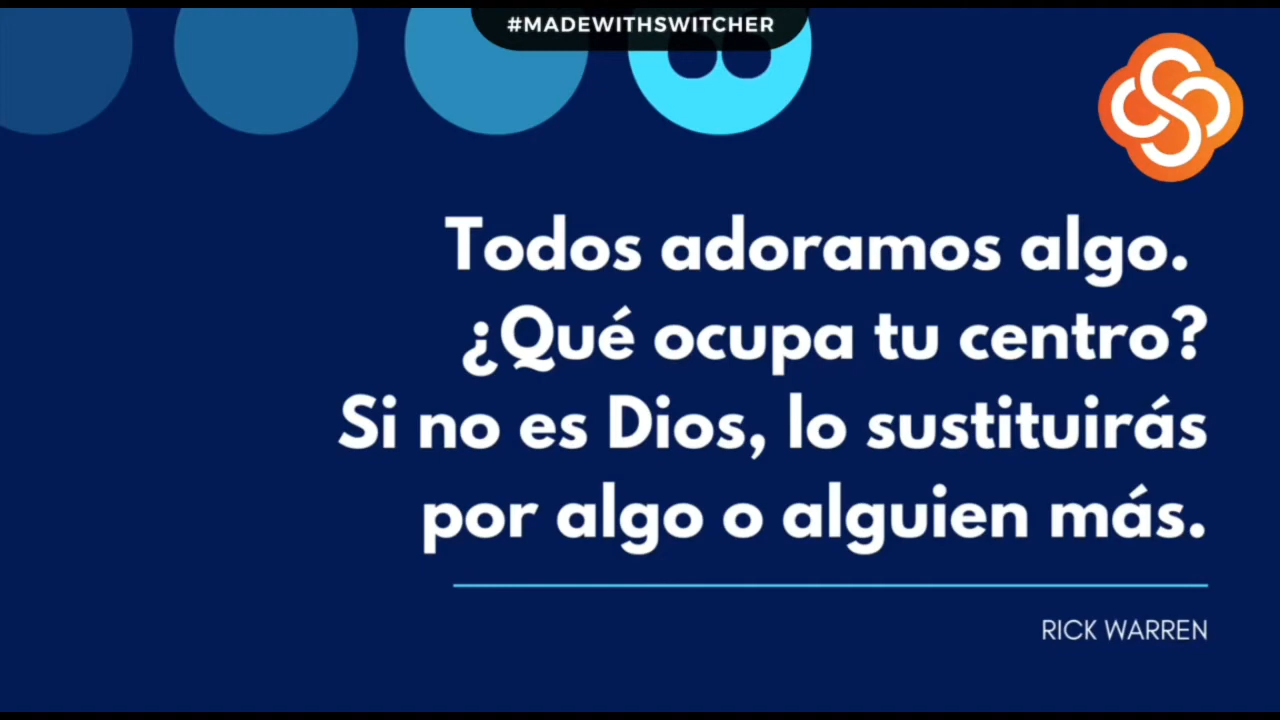 #MADEWITHSWITCHER
Todos adoramos algo.
¿Qué ocupa tu centro?
Si no es Dios, lo sustituirás
por algo o alguien más.
RICK WARREN